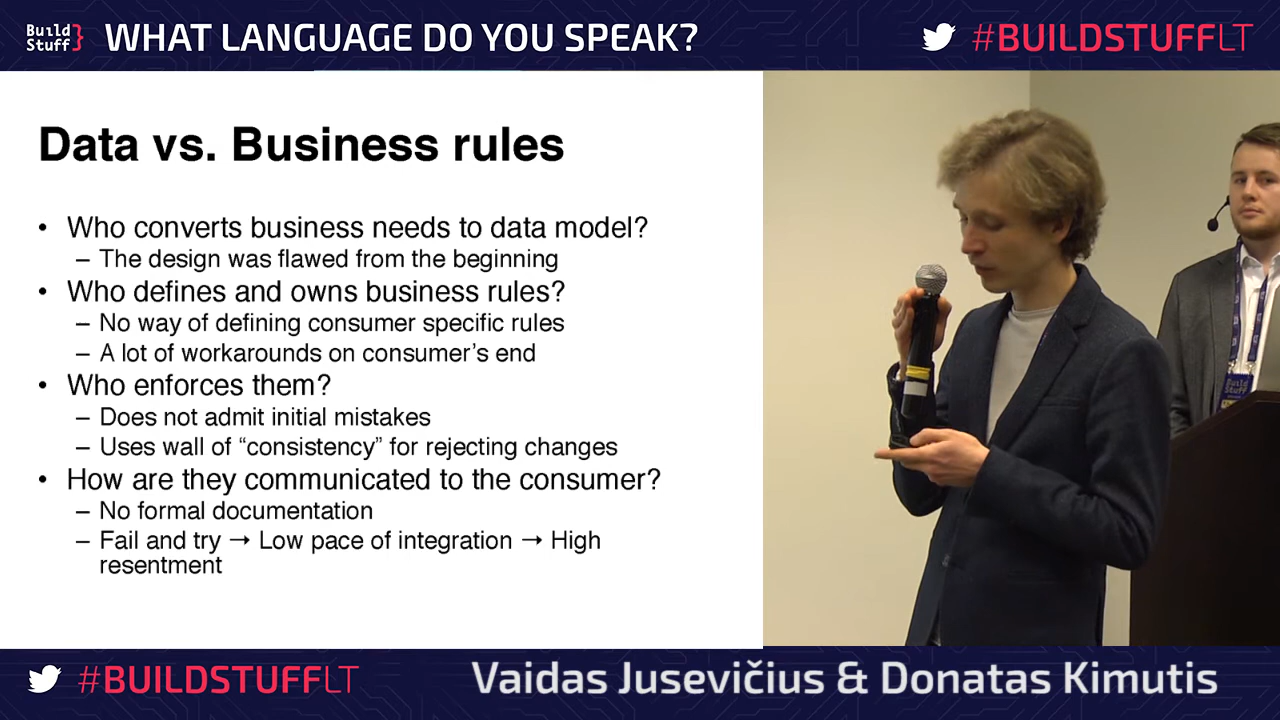 Build
Stuff}
WHAT LANGUAGE DO YOU SPEAK?
#BUILDSTUFFLT
Data vs. Business rules
• Who converts business needs to data model?
– The design was flawed from the beginning
• Who defines and owns business rules?
– No way of defining consumer specific rules
– A lot of workarounds on consumer’s end
• Who enforces them?
– Does not admit initial mistakes
– Uses wall of “consistency” for rejecting changes
• How are they communicated to the consumer?
– No formal documentation
– Fail and try → Low pace of integration → High
resentment
Build
Stuff
#BUILDSTUFFLT
Vaidas Jusevičius & Donatas Kimutis